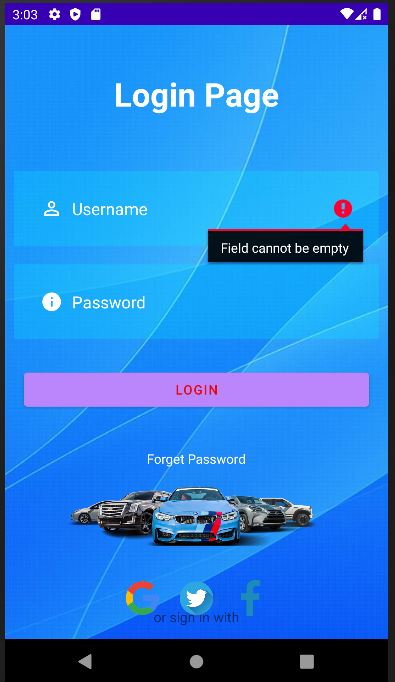 3:03
Login Page
Username
Field cannot be empty
Password
LOGIN
Forget Password
or sign in with